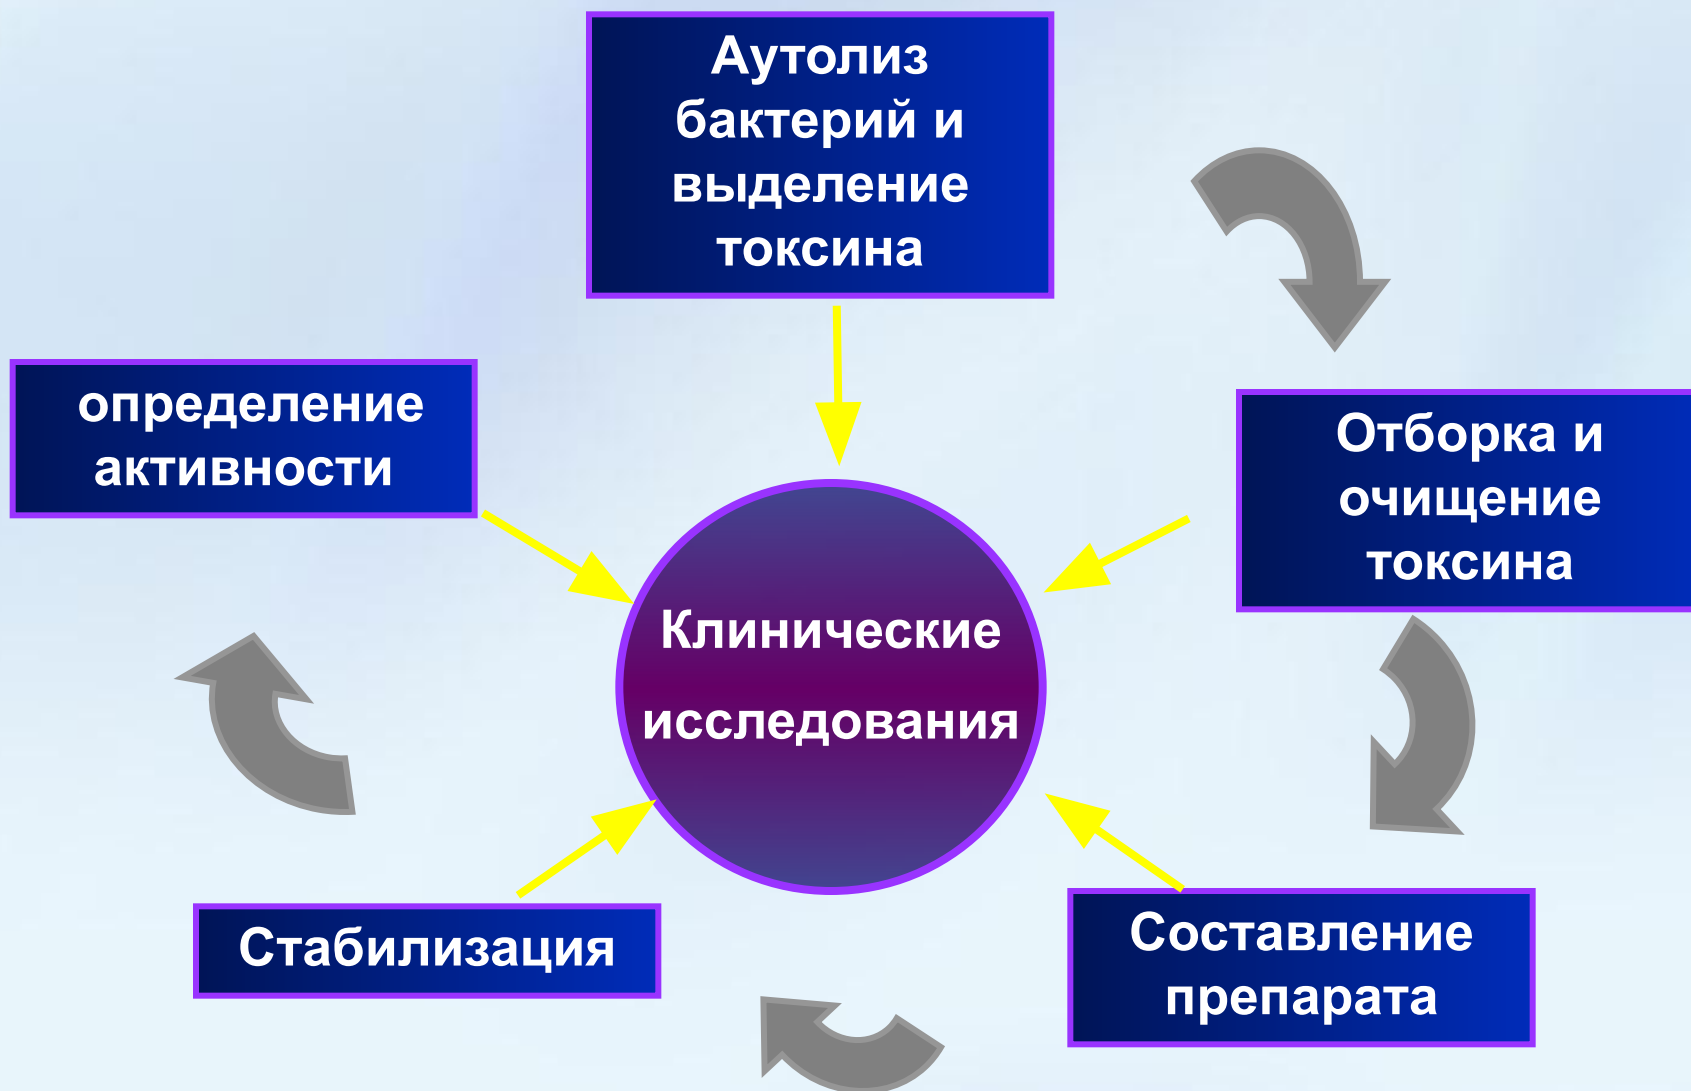 Аутолиз
бактерий и
выделение
токсина
определение
активности
Отборка и
очищение
токсина
Клинические
исследования
Стабилизация
Составление
препарата